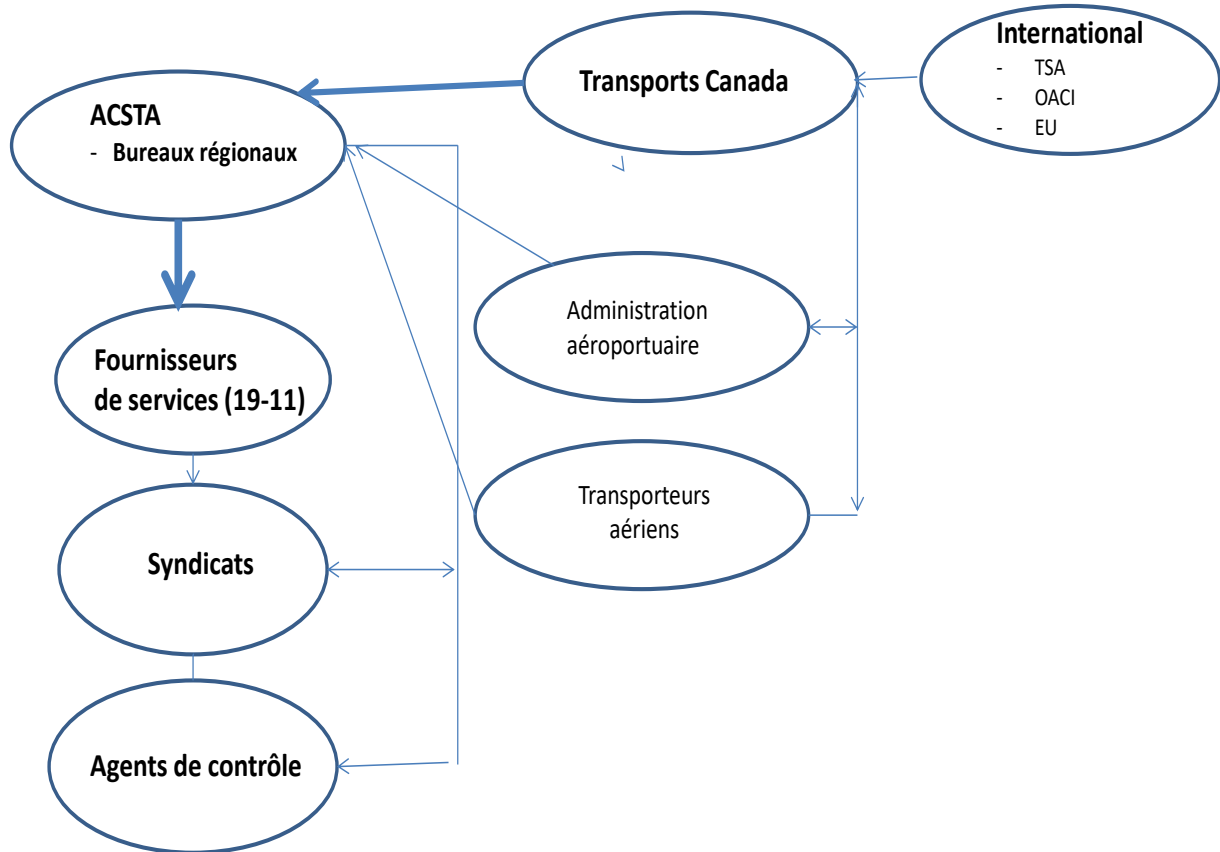 International
- TSA
- OACI
- EU
Transports Canada
ACSTA
- Bureaux régionaux
Administration
aéroportuaire
Fournisseurs
de services (19-11)
Transporteurs
aériens
Syndicats
Agents de contrôle